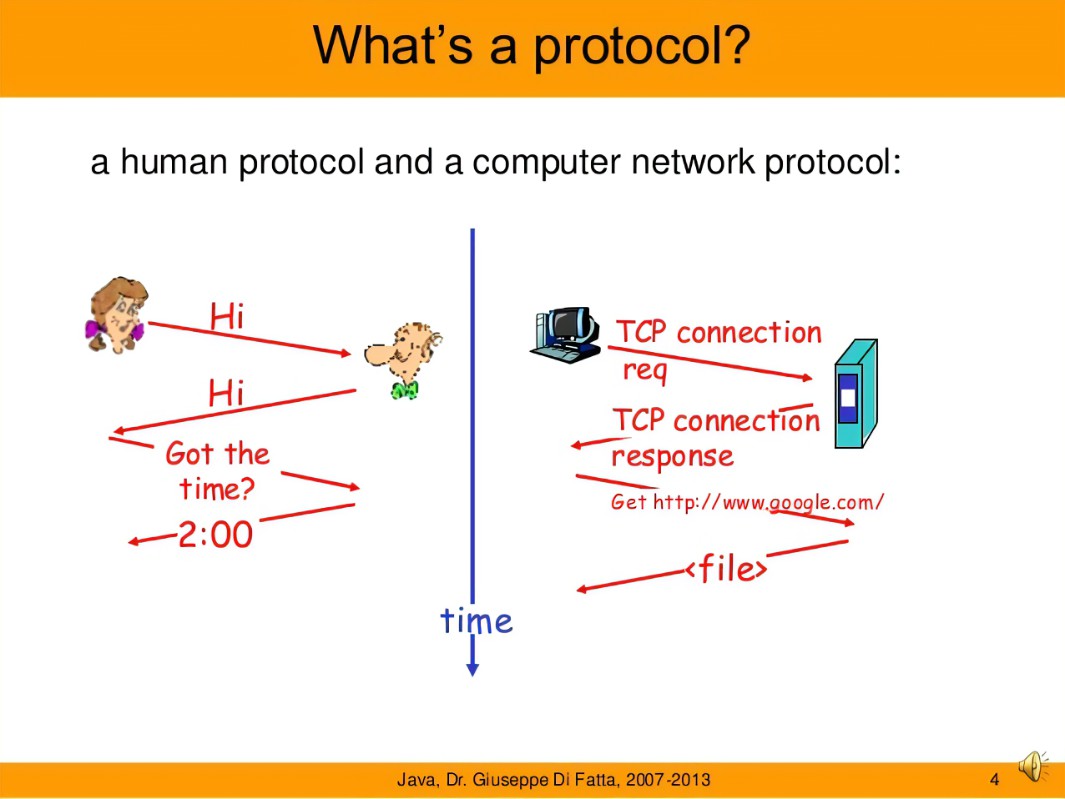 What's a protocol?
a human protocol and a computer network protocol:
Hi
Hi
Got the
time?
2:00
time
TCP connection
req
TCP connection
response
Get http://www.google.com/
<file>
Java, Dr. Giuseppe Di Fatta, 2007-2013
4